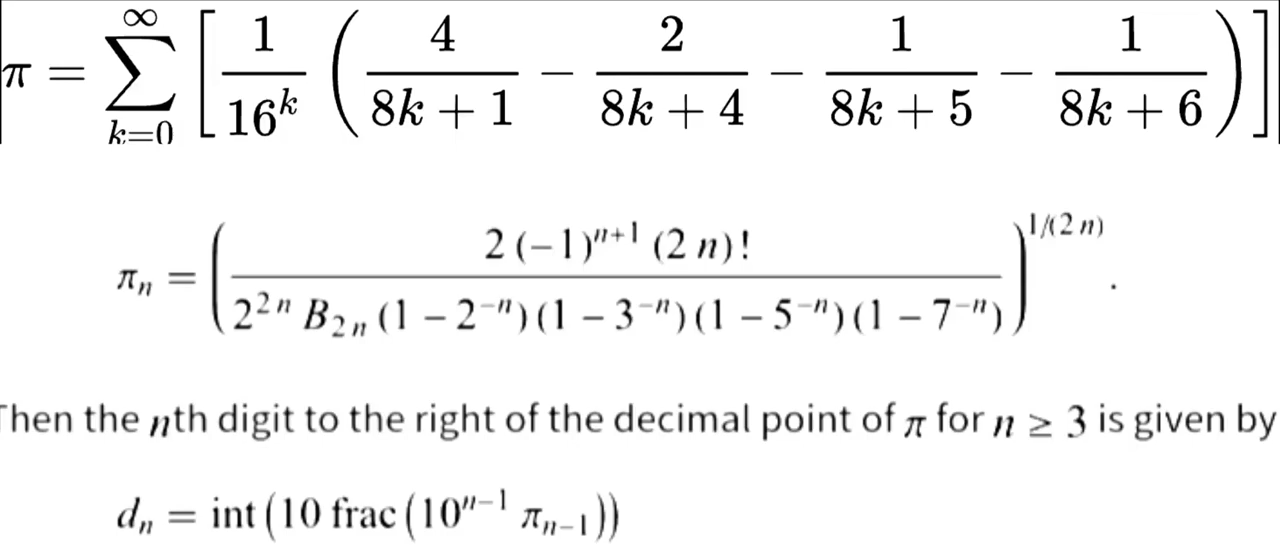 π = ∑_{k=0}^{∞} [ 1/16^k ( 4/(8k + 1) − 2/(8k + 4) − 1/(8k + 5) − 1/(8k + 6) ) ]
π_n = ( 2 (−1)^{n+1} (2 n)! / ( 2^{2 n} B_{2 n} (1 − 2^{−n}) (1 − 3^{−n}) (1 − 5^{−n}) (1 − 7^{−n}) ) )^{1/(2 n)} .
Then the nth digit to the right of the decimal point of π for n ≥ 3 is given by
d_n = int (10 frac (10^{n−1} π_{n−1}))